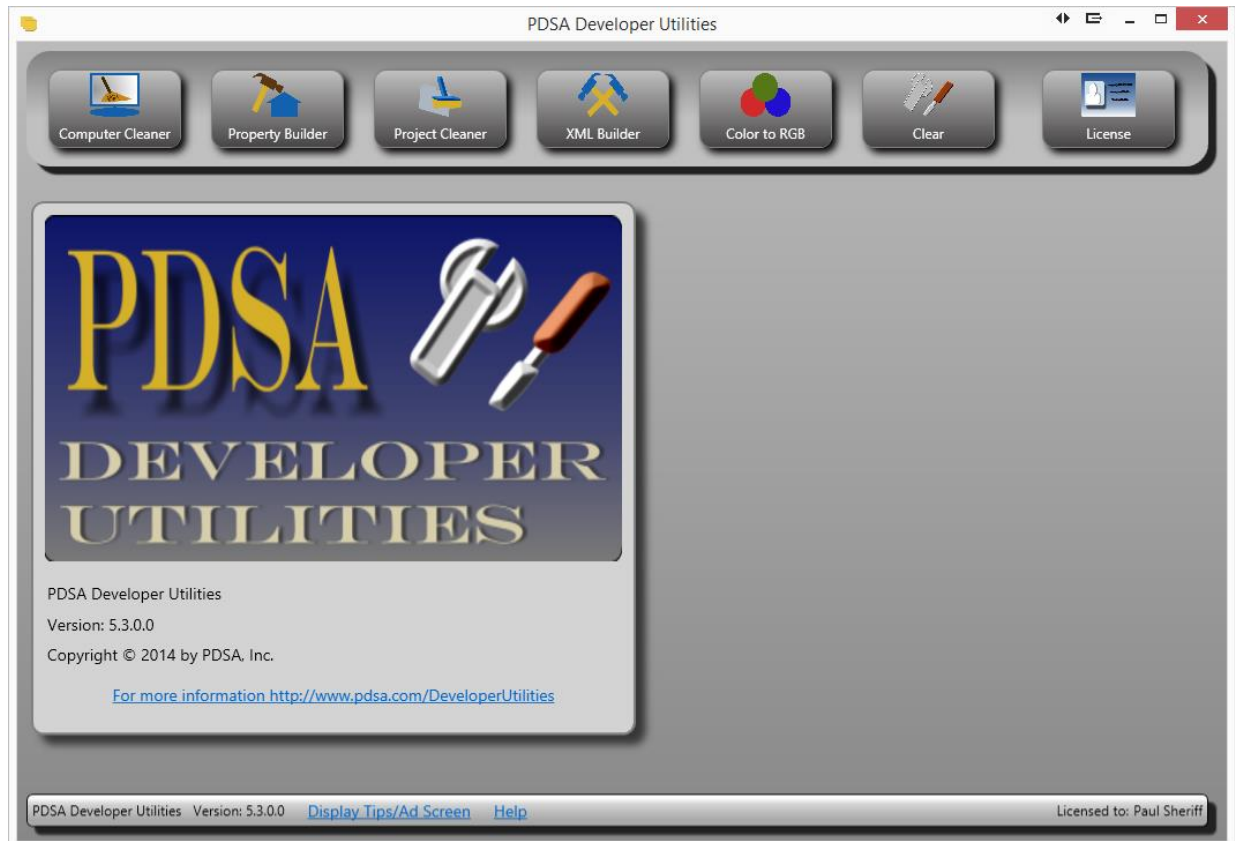 PDSA Developer Utilities
Computer Cleaner
Property Builder
Project Cleaner
XML Builder
Color to RGB
Clear
License
PDSA
DEVELOPER
UTILITIES
PDSA Developer Utilities
Version: 5.3.0.0
Copyright © 2014 by PDSA, Inc.
For more information http://www.pdsa.com/DeveloperUtilities
PDSA Developer Utilities Version: 5.3.0.0 Display Tips/Ad Screen Help Licensed to: Paul Sheriff